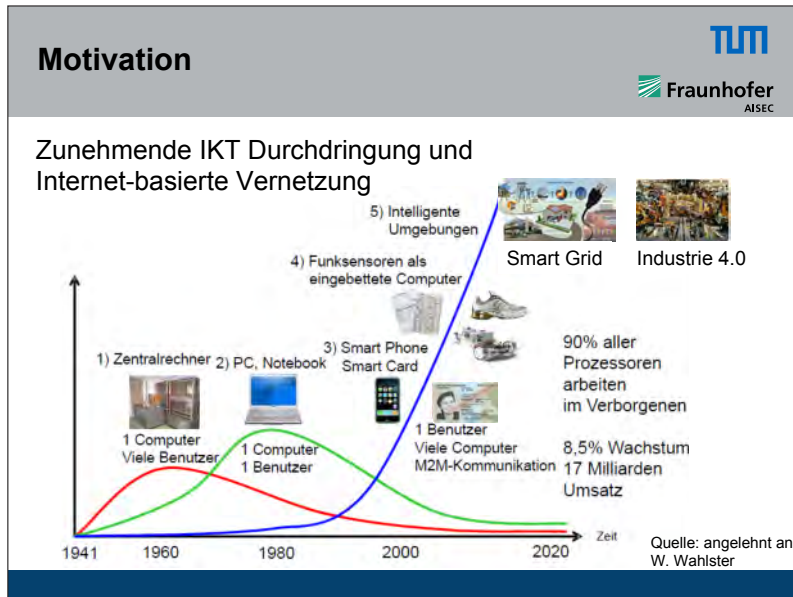 Motivation
TUM
Fraunhofer
AISEC
Zunehmende IKT Durchdringung und
Internet-basierte Vernetzung
5) Intelligente
Umgebungen
Smart Grid
Industrie 4.0
4) Funksensoren als
eingebettete Computer
3) Smart Phone
Smart Card
1) Zentralrechner
2) PC, Notebook
1 Computer
Viele Benutzer
1 Computer
1 Benutzer
1 Benutzer
Viele Computer
M2M-Kommunikation
90% aller
Prozessoren
arbeiten
im Verborgenen
8,5% Wachstum
17 Milliarden
Umsatz
Zeit
1941
1960
1980
2000
2020
Quelle: angelehnt an
W. Wahlster